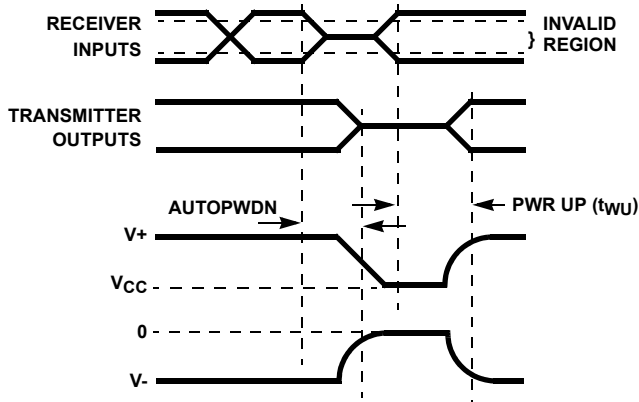 RECEIVER
INPUTS
} INVALID
REGION
TRANSMITTER
OUTPUTS
AUTOPWDN
PWR UP (tWU)
V+
VCC
0
V-